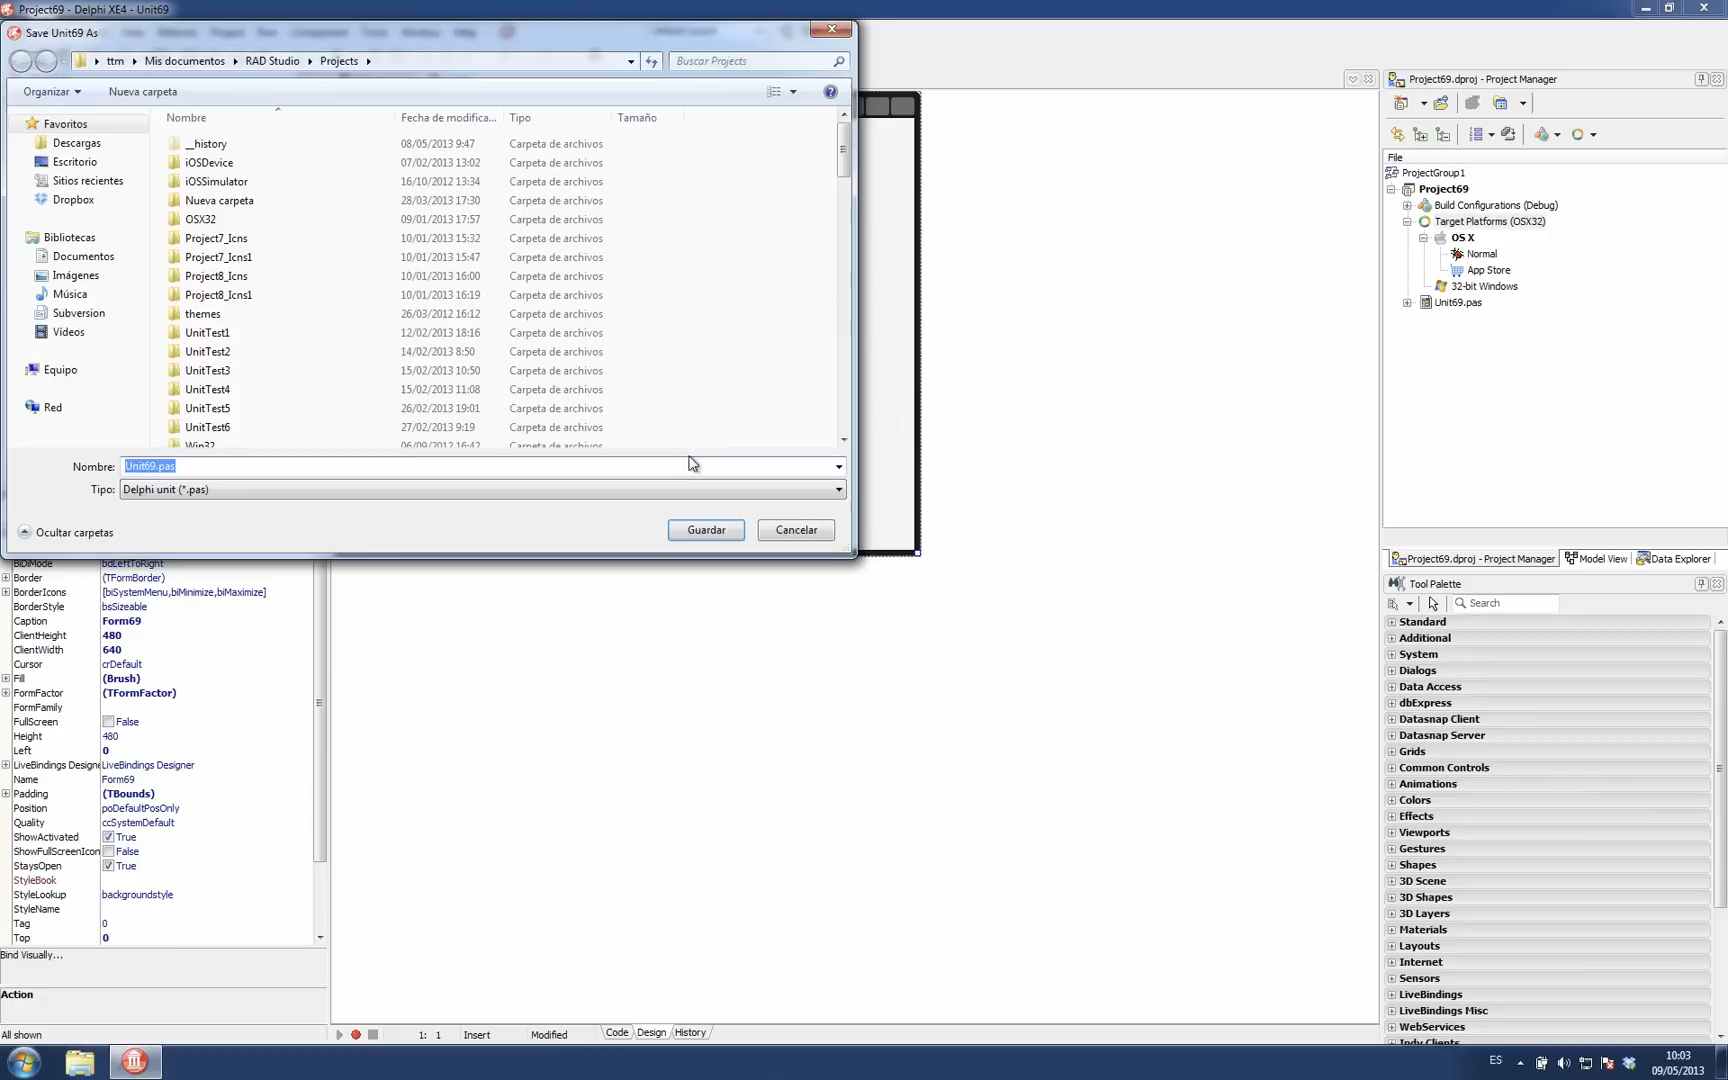 Project69 - Delphi XE4 - Unit69
Save Unit69 As
ttm Mis documentos RAD Studio Projects
Buscar Projects
Organizar Nueva carpeta
Favoritos
Descargas
Escritorio
Sitios recientes
Dropbox
Bibliotecas
Documentos
Imágenes
Música
Subversion
Vídeos
Equipo
Red
Nombre Fecha de modifica... Tipo Tamaño
__history 08/05/2013 9:47 Carpeta de archivos
iOSDevice 07/02/2013 13:02 Carpeta de archivos
iOSSimulator 16/10/2012 13:34 Carpeta de archivos
Nueva carpeta 28/03/2013 17:30 Carpeta de archivos
OSX32 09/01/2013 17:57 Carpeta de archivos
Project7_Icns 10/01/2013 15:32 Carpeta de archivos
Project7_Icns1 10/01/2013 15:47 Carpeta de archivos
Project8_Icns 10/01/2013 16:00 Carpeta de archivos
Project8_Icns1 10/01/2013 16:19 Carpeta de archivos
themes 26/03/2012 16:12 Carpeta de archivos
UnitTest1 12/02/2013 18:16 Carpeta de archivos
UnitTest2 14/02/2013 8:50 Carpeta de archivos
UnitTest3 15/02/2013 10:50 Carpeta de archivos
UnitTest4 15/02/2013 11:08 Carpeta de archivos
UnitTest5 26/02/2013 19:01 Carpeta de archivos
UnitTest6 27/02/2013 9:19 Carpeta de archivos
Win32 06/09/2012 16:42 Carpeta de archivos
Nombre: Unit69.pas
Tipo: Delphi unit (*.pas)
Ocultar carpetas
Guardar Cancelar
BiDiMode bdLeftToRight
Border (TFormBorder)
BorderIcons [biSystemMenu,biMinimize,biMaximize]
BorderStyle bsSizeable
Caption Form69
ClientHeight 480
ClientWidth 640
Cursor crDefault
Fill (Brush)
FormFactor (TFormFactor)
FormFamily
FullScreen False
Height 480
Left 0
LiveBindings Designe LiveBindings Designer
Name Form69
Padding (TBounds)
Position poDefaultPosOnly
Quality ccSystemDefault
ShowActivated True
ShowFullScreenIcon False
StaysOpen True
StyleBook
StyleLookup backgroundstyle
StyleName
Tag 0
Top 0
Bind Visually...
Action
All shown
1: 1 Insert Modified
Code Design History
Project69.dproj - Project Manager
File
ProjectGroup1
Project69
Build Configurations (Debug)
Target Platforms (OSX32)
OS X
Normal
App Store
32-bit Windows
Unit69.pas
Project69.dproj - Project Manager Model View Data Explorer
Tool Palette
Search
Standard
Additional
System
Dialogs
Data Access
dbExpress
Datasnap Client
Datasnap Server
Grids
Common Controls
Animations
Colors
Effects
Viewports
Gestures
Shapes
3D Scene
3D Shapes
3D Layers
Materials
Layouts
Internet
Sensors
LiveBindings
LiveBindings Misc
WebServices
Indy Clients
ES
10:03
09/05/2013